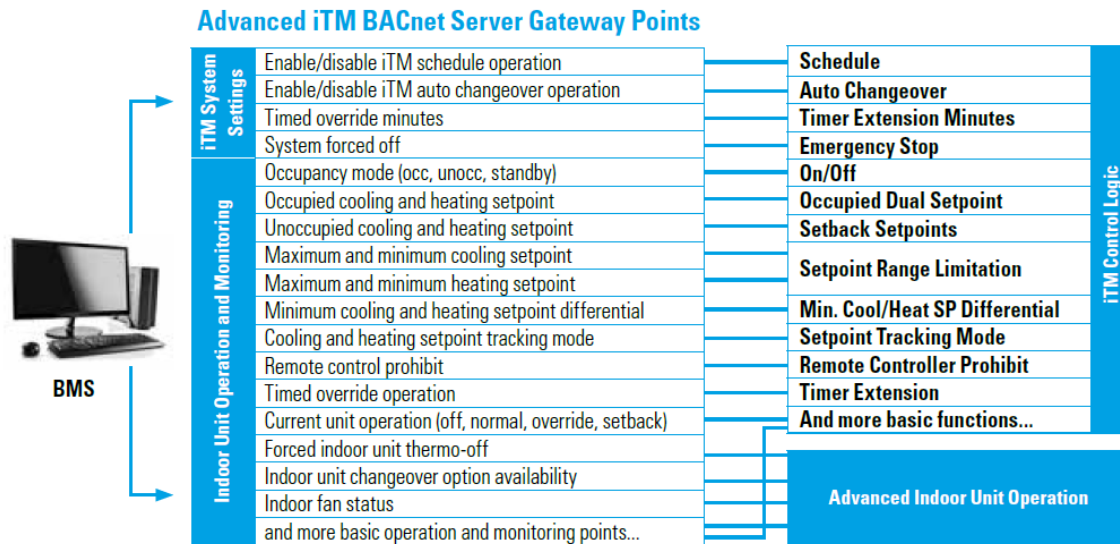 Advanced iTM BACnet Server Gateway Points
iTM System
Settings
Enable/disable iTM schedule operation
Enable/disable iTM auto changeover operation
Timed override minutes
System forced off
Indoor Unit Operation and Monitoring
Occupancy mode (occ, unocc, standby)
Occupied cooling and heating setpoint
Unoccupied cooling and heating setpoint
Maximum and minimum cooling setpoint
Maximum and minimum heating setpoint
Minimum cooling and heating setpoint differential
Cooling and heating setpoint tracking mode
Remote control prohibit
Timed override operation
Current unit operation (off, normal, override, setback)
Forced indoor unit thermo-off
Indoor unit changeover option availability
Indoor fan status
and more basic operation and monitoring points...
BMS
Schedule
Auto Changeover
Timer Extension Minutes
Emergency Stop
On/Off
Occupied Dual Setpoint
Setback Setpoints
Setpoint Range Limitation
Min. Cool/Heat SP Differential
Setpoint Tracking Mode
Remote Controller Prohibit
Timer Extension
And more basic functions...
iTM Control Logic
Advanced Indoor Unit Operation